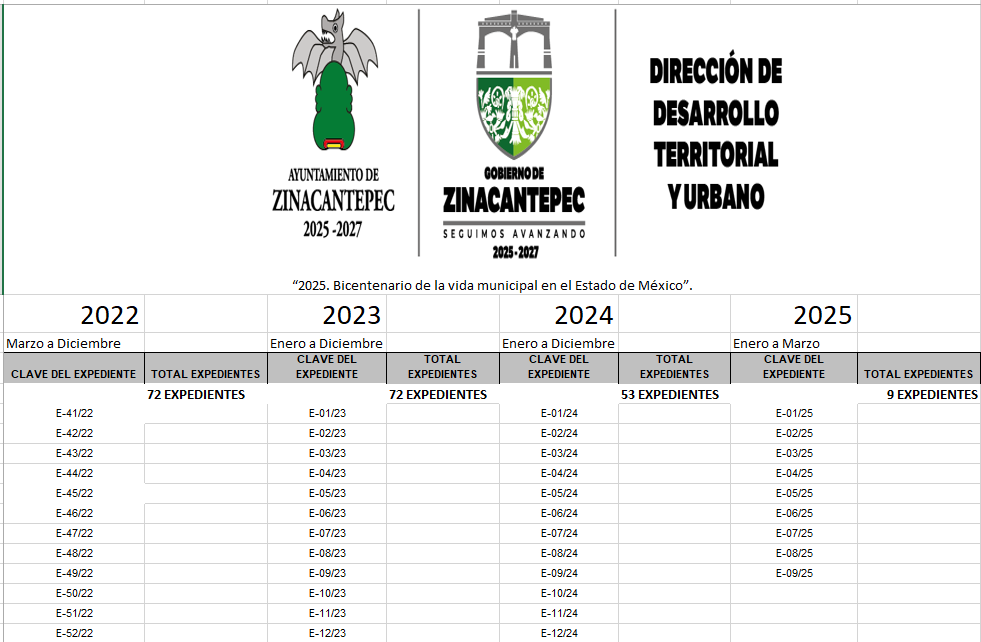 AYUNTAMIENTO DE
ZINACANTEPEC
2025 -2027
GOBIERNO DE
ZINACANTEPEC
SEGUIMOS AVANZANDO
2025-2027
DIRECCIÓN DE
DESARROLLO
TERRITORIAL
Y URBANO
“2025. Bicentenario de la vida municipal en el Estado de México”.
2022 2023 2024 2025
Marzo a Diciembre Enero a Diciembre Enero a Diciembre Enero a Marzo
CLAVE DEL EXPEDIENTE TOTAL EXPEDIENTES CLAVE DEL EXPEDIENTE TOTAL EXPEDIENTES CLAVE DEL EXPEDIENTE TOTAL EXPEDIENTES CLAVE DEL EXPEDIENTE TOTAL EXPEDIENTES
72 EXPEDIENTES 72 EXPEDIENTES 53 EXPEDIENTES 9 EXPEDIENTES
E-41/22 E-01/23 E-01/24 E-01/25
E-42/22 E-02/23 E-02/24 E-02/25
E-43/22 E-03/23 E-03/24 E-03/25
E-44/22 E-04/23 E-04/24 E-04/25
E-45/22 E-05/23 E-05/24 E-05/25
E-46/22 E-06/23 E-06/24 E-06/25
E-47/22 E-07/23 E-07/24 E-07/25
E-48/22 E-08/23 E-08/24 E-08/25
E-49/22 E-09/23 E-09/24 E-09/25
E-50/22 E-10/23 E-10/24
E-51/22 E-11/23 E-11/24
E-52/22 E-12/23 E-12/24